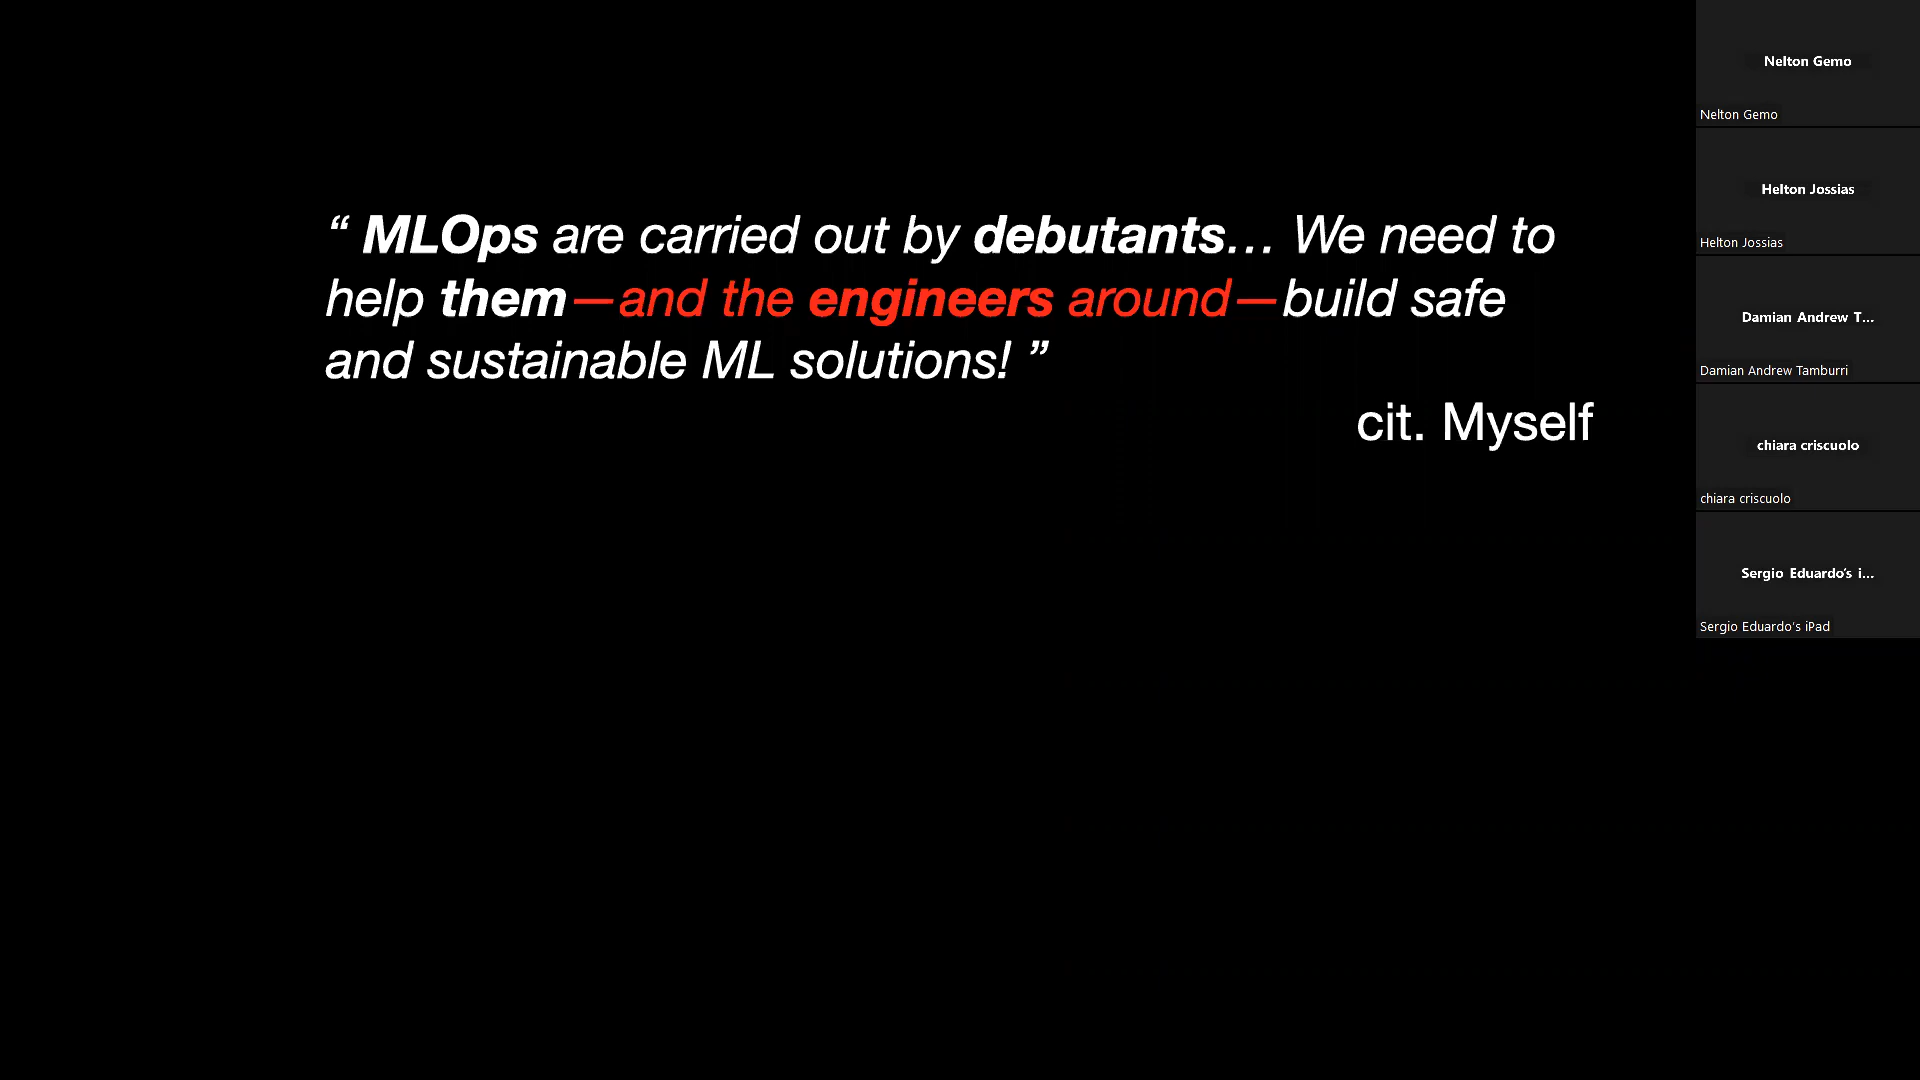 “ MLOps are carried out by debutants… We need to
help them—and the engineers around—build safe
and sustainable ML solutions! ”
cit. Myself
Nelton Gemo
Nelton Gemo
Helton Jossias
Helton Jossias
Damian Andrew T...
Damian Andrew Tamburri
chiara criscuolo
chiara criscuolo
Sergio Eduardo's i...
Sergio Eduardo's iPad